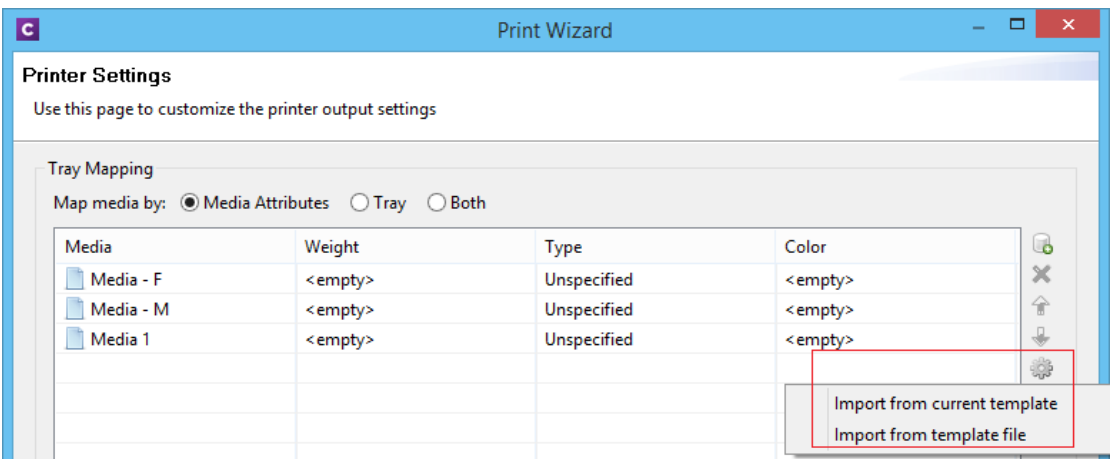 C
Print Wizard
Printer Settings
Use this page to customize the printer output settings
Tray Mapping
Map media by: Media Attributes Tray Both
Media Weight Type Color
Media - F <empty> Unspecified <empty>
Media - M <empty> Unspecified <empty>
Media 1 <empty> Unspecified <empty>
Import from current template
Import from template file